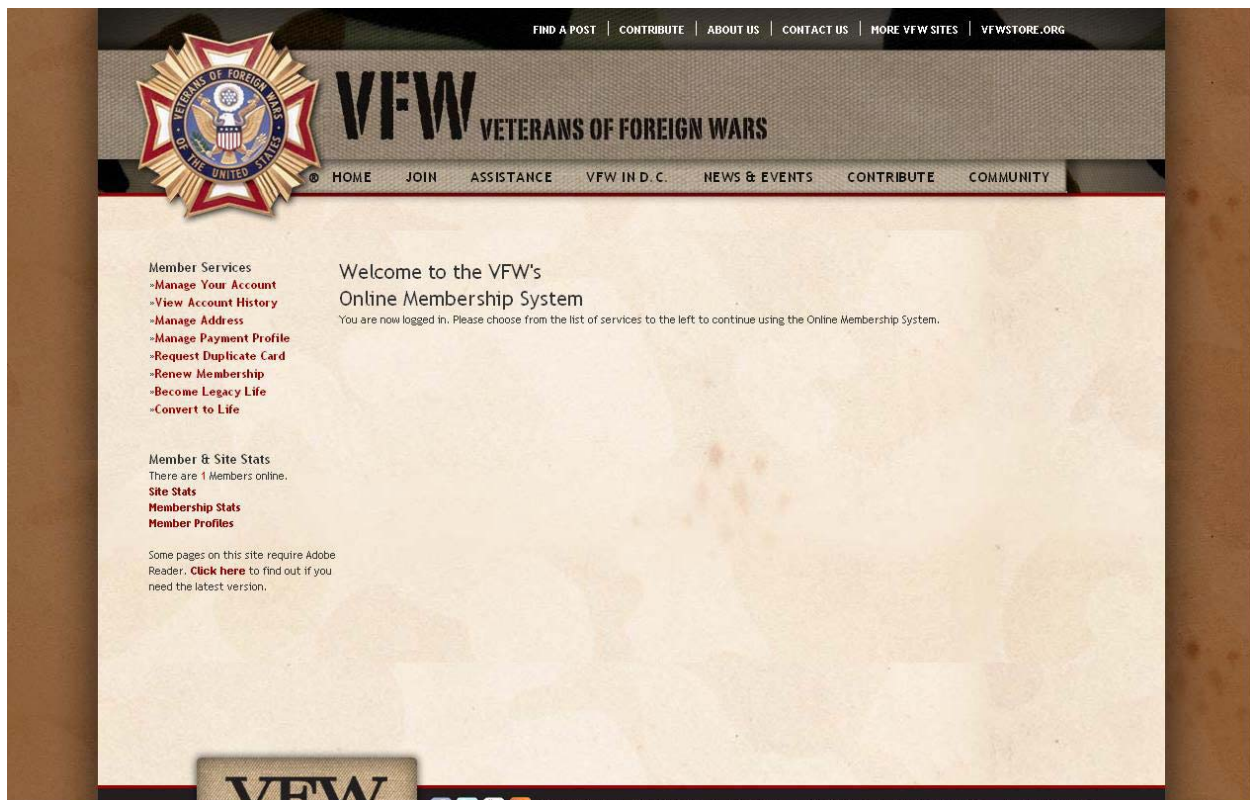 FIND A POST | CONTRIBUTE | ABOUT US | CONTACT US | MORE VFW SITES | VFWSTORE.ORG
VETERANS OF FOREIGN WARS
OF THE UNITED STATES
®
VFW VETERANS OF FOREIGN WARS
HOME JOIN ASSISTANCE VFW IN D.C. NEWS & EVENTS CONTRIBUTE COMMUNITY
Member Services
»Manage Your Account
»View Account History
»Manage Address
»Manage Payment Profile
»Request Duplicate Card
»Renew Membership
»Become Legacy Life
»Convert to Life
Member & Site Stats
There are 1 Members online.
Site Stats
Membership Stats
Member Profiles
Some pages on this site require Adobe
Reader. Click here to find out if you
need the latest version.
Welcome to the VFW's
Online Membership System
You are now logged in. Please choose from the list of services to the left to continue using the Online Membership System.
VFW